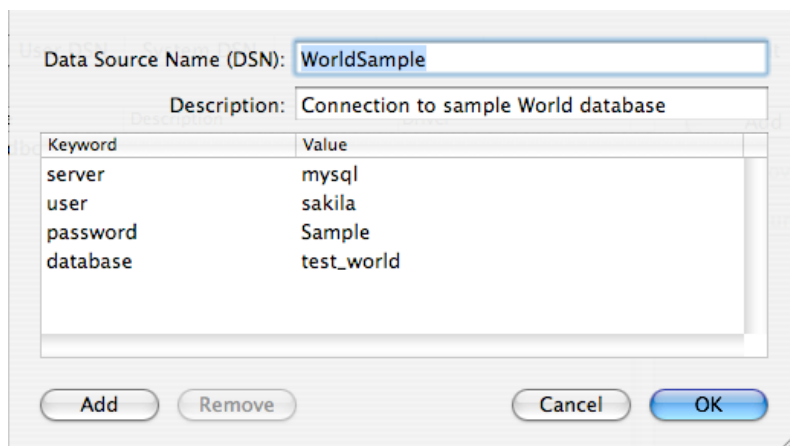 Data Source Name (DSN): WorldSample
Description: Connection to sample World database
Keyword Value
server mysql
user sakila
password Sample
database test_world
Add Remove Cancel OK